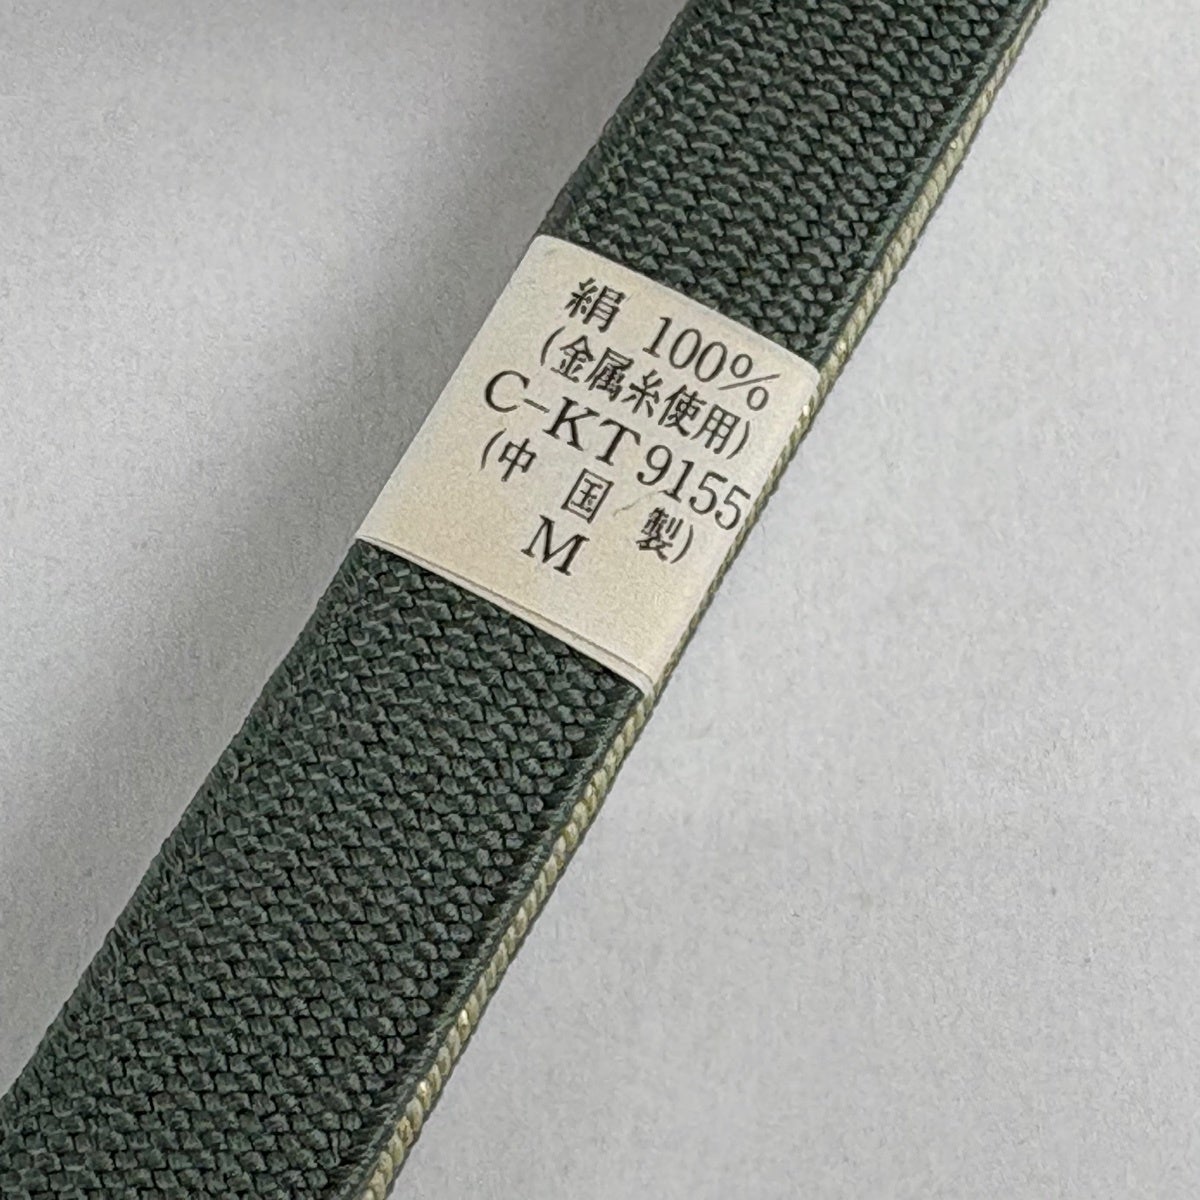 絹 100%
(金属糸使用)
C-KT9155
(中国製)
M